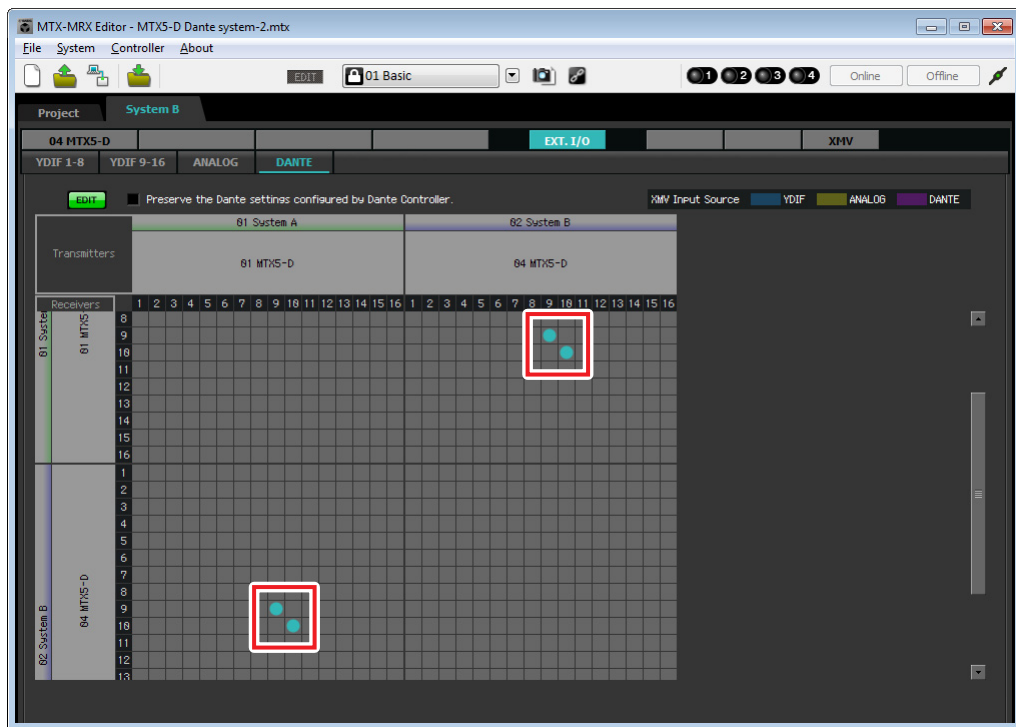 MTX-MRX Editor - MTX5-D Dante system-2.mtx
File System Controller About
EDIT 01 Basic 1 2 3 4 Online Offline
Project System B
04 MTX5-D EXT. I/O XMV
YDIF 1-8 YDIF 9-16 ANALOG DANTE
EDIT Preserve the Dante settings configured by Dante Controller. XMV Input Source YDIF ANALOG DANTE
01 System A 02 System B
Transmitters 01 MTX5-D 04 MTX5-D
Receivers 1 2 3 4 5 6 7 8 9 10 11 12 13 14 15 16 1 2 3 4 5 6 7 8 9 10 11 12 13 14 15 16
01 System
01 MTX5
8
9
10
11
12
13
14
15
16
02 System B
04 MTX5-D
1
2
3
4
5
6
7
8
9
10
11
12
13